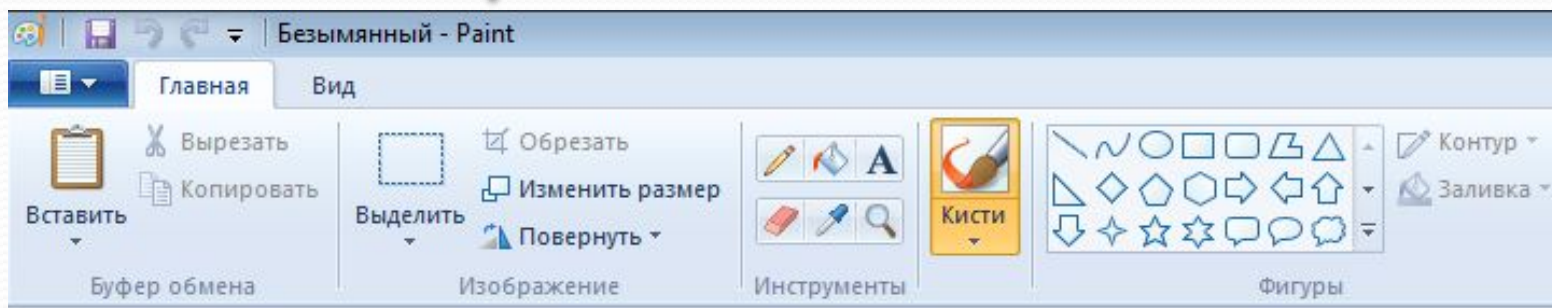 Безымянный - Paint
Главная Вид
Вырезать
Копировать
Вставить
Буфер обмена
Обрезать
Изменить размер
Повернуть
Выделить
Изображение
A
Инструменты
Кисти
Контур
Заливка
Фигуры